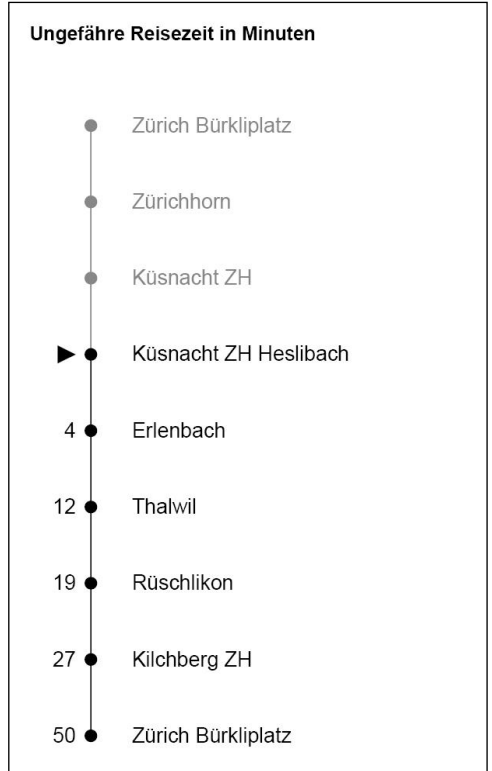 Ungefähre Reisezeit in Minuten
Zürich Bürkliplatz
Zürichhorn
Küsnacht ZH
Küsnacht ZH Heslibach
4 Erlenbach
12 Thalwil
19 Rüschlikon
27 Kilchberg ZH
50 Zürich Bürkliplatz